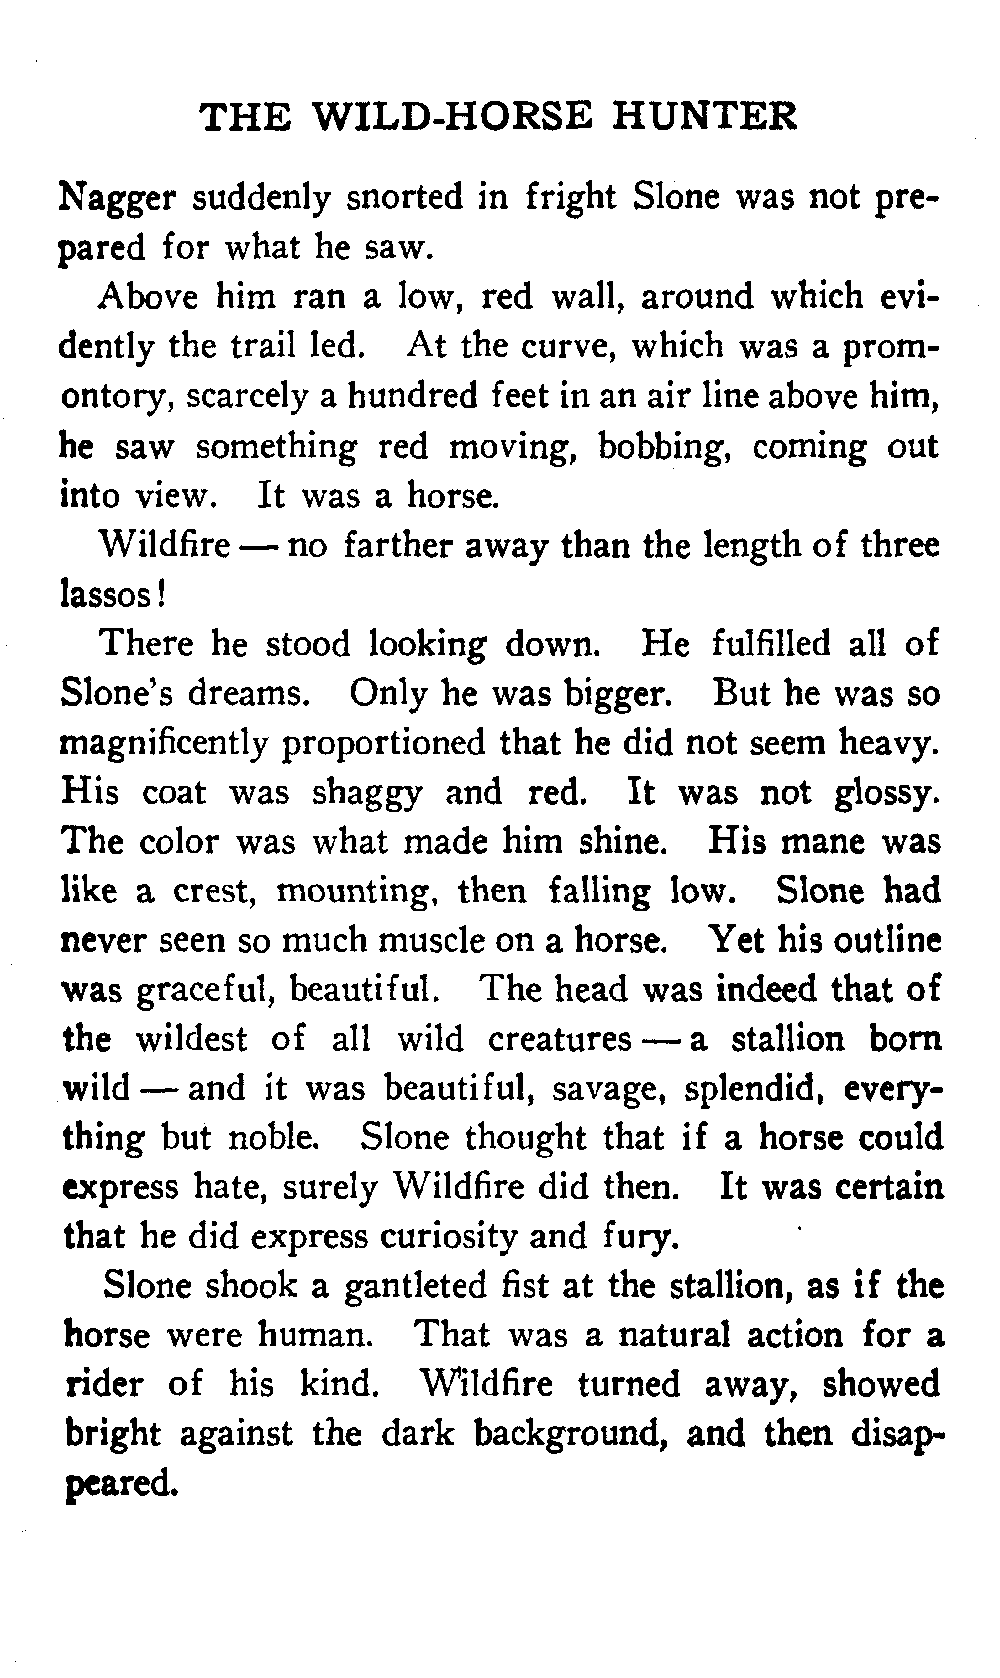 THE WILD-HORSE HUNTER
Nagger suddenly snorted in fright Slone was not pre-
pared for what he saw.
Above him ran a low, red wall, around which evi-
dently the trail led. At the curve, which was a prom-
ontory, scarcely a hundred feet in an air line above him,
he saw something red moving, bobbing, coming out
into view. It was a horse.
Wildfire — no farther away than the length of three
lassos!
There he stood looking down. He fulfilled all of
Slone's dreams. Only he was bigger. But he was so
magnificently proportioned that he did not seem heavy.
His coat was shaggy and red. It was not glossy.
The color was what made him shine. His mane was
like a crest, mounting, then falling low. Slone had
never seen so much muscle on a horse. Yet his outline
was graceful, beautiful. The head was indeed that of
the wildest of all wild creatures — a stallion born
wild — and it was beautiful, savage, splendid, every-
thing but noble. Slone thought that if a horse could
express hate, surely Wildfire did then. It was certain
that he did express curiosity and fury.
Slone shook a gantleted fist at the stallion, as if the
horse were human. That was a natural action for a
rider of his kind. Wildfire turned away, showed
bright against the dark background, and then disap-
peared.